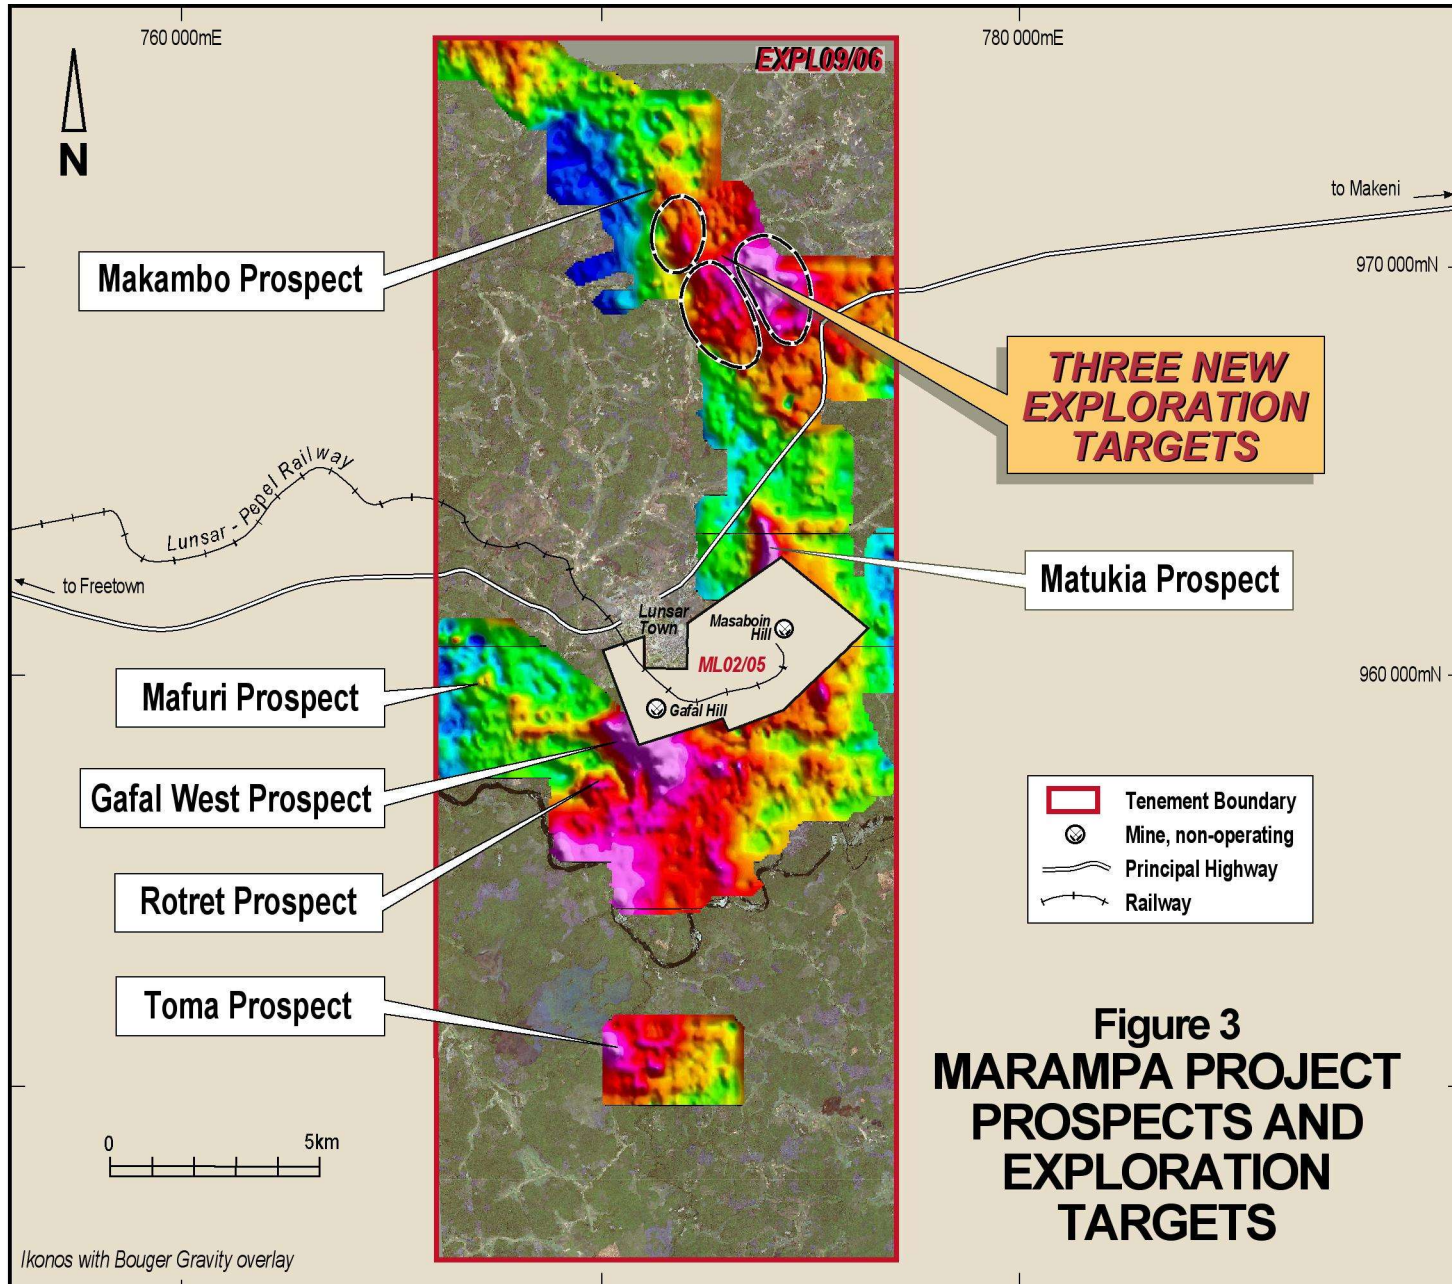 760 000mE
780 000mE
EXPL09/06
N
to Makeni
Makambo Prospect
970 000mN
THREE NEW
EXPLORATION
TARGETS
Lunsar - Pepel Railway
to Freetown
Matukia Prospect
Lunsar
Town
Masaboin
Hill
ML02/05
960 000mN
Mafuri Prospect
Gafal Hill
Gafal West Prospect
Tenement Boundary
Mine, non-operating
Principal Highway
Railway
Rotret Prospect
Toma Prospect
Figure 3
MARAMPA PROJECT
PROSPECTS AND
EXPLORATION
TARGETS
0 5km
Ikonos with Bouger Gravity overlay